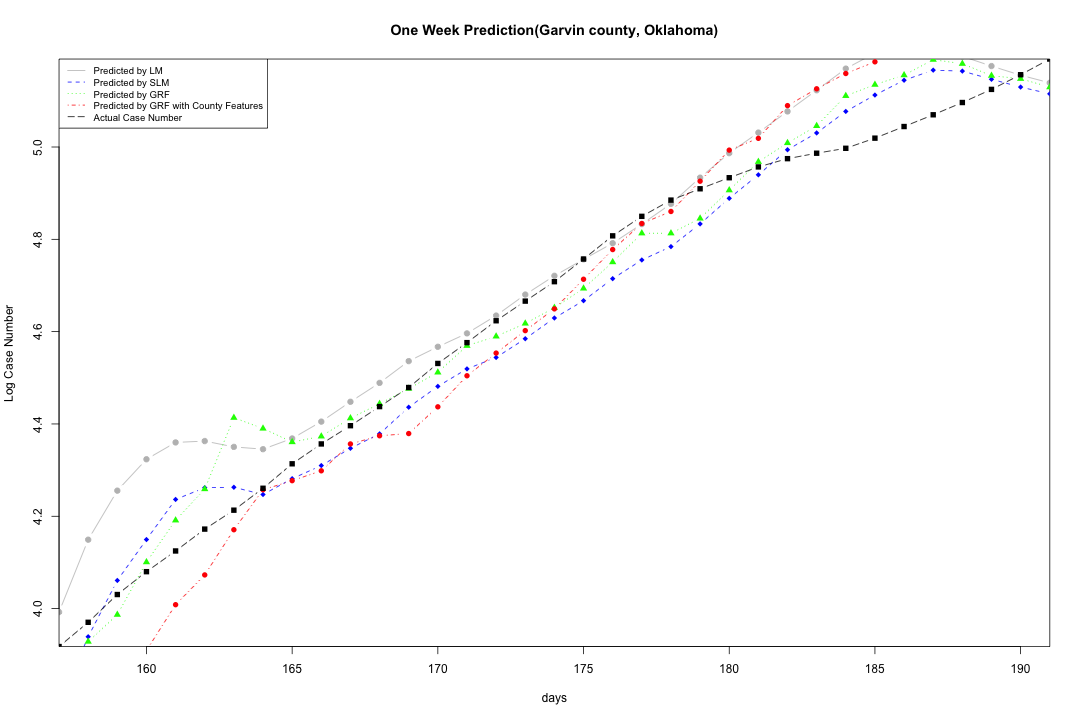 One Week Prediction(Garvin county, Oklahoma)
Predicted by LM
Predicted by SLM
Predicted by GRF
Predicted by GRF with County Features
Actual Case Number
Log Case Number
5.0
4.8
4.6
4.4
4.2
4.0
160 165 170 175 180 185 190
days